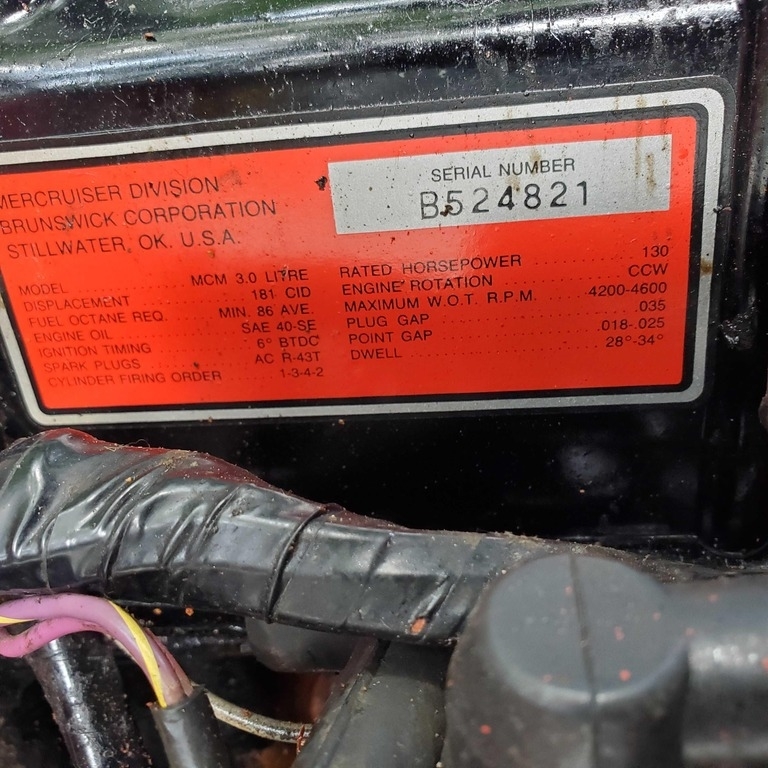 MERCRUISER DIVISION
BRUNSWICK CORPORATION
STILLWATER, OK. U.S.A.
SERIAL NUMBER
B524821
MODEL MCM 3.0 LITRE
DISPLACEMENT 181 CID
FUEL OCTANE REQ. MIN. 86 AVE.
ENGINE OIL SAE 40-SE
IGNITION TIMING 6° BTDC
SPARK PLUGS AC R-43T
CYLINDER FIRING ORDER 1-3-4-2
RATED HORSEPOWER 130
ENGINE ROTATION CCW
MAXIMUM W.O.T. R.P.M. 4200-4600
PLUG GAP .035
POINT GAP .018-.025
DWELL 28°-34°